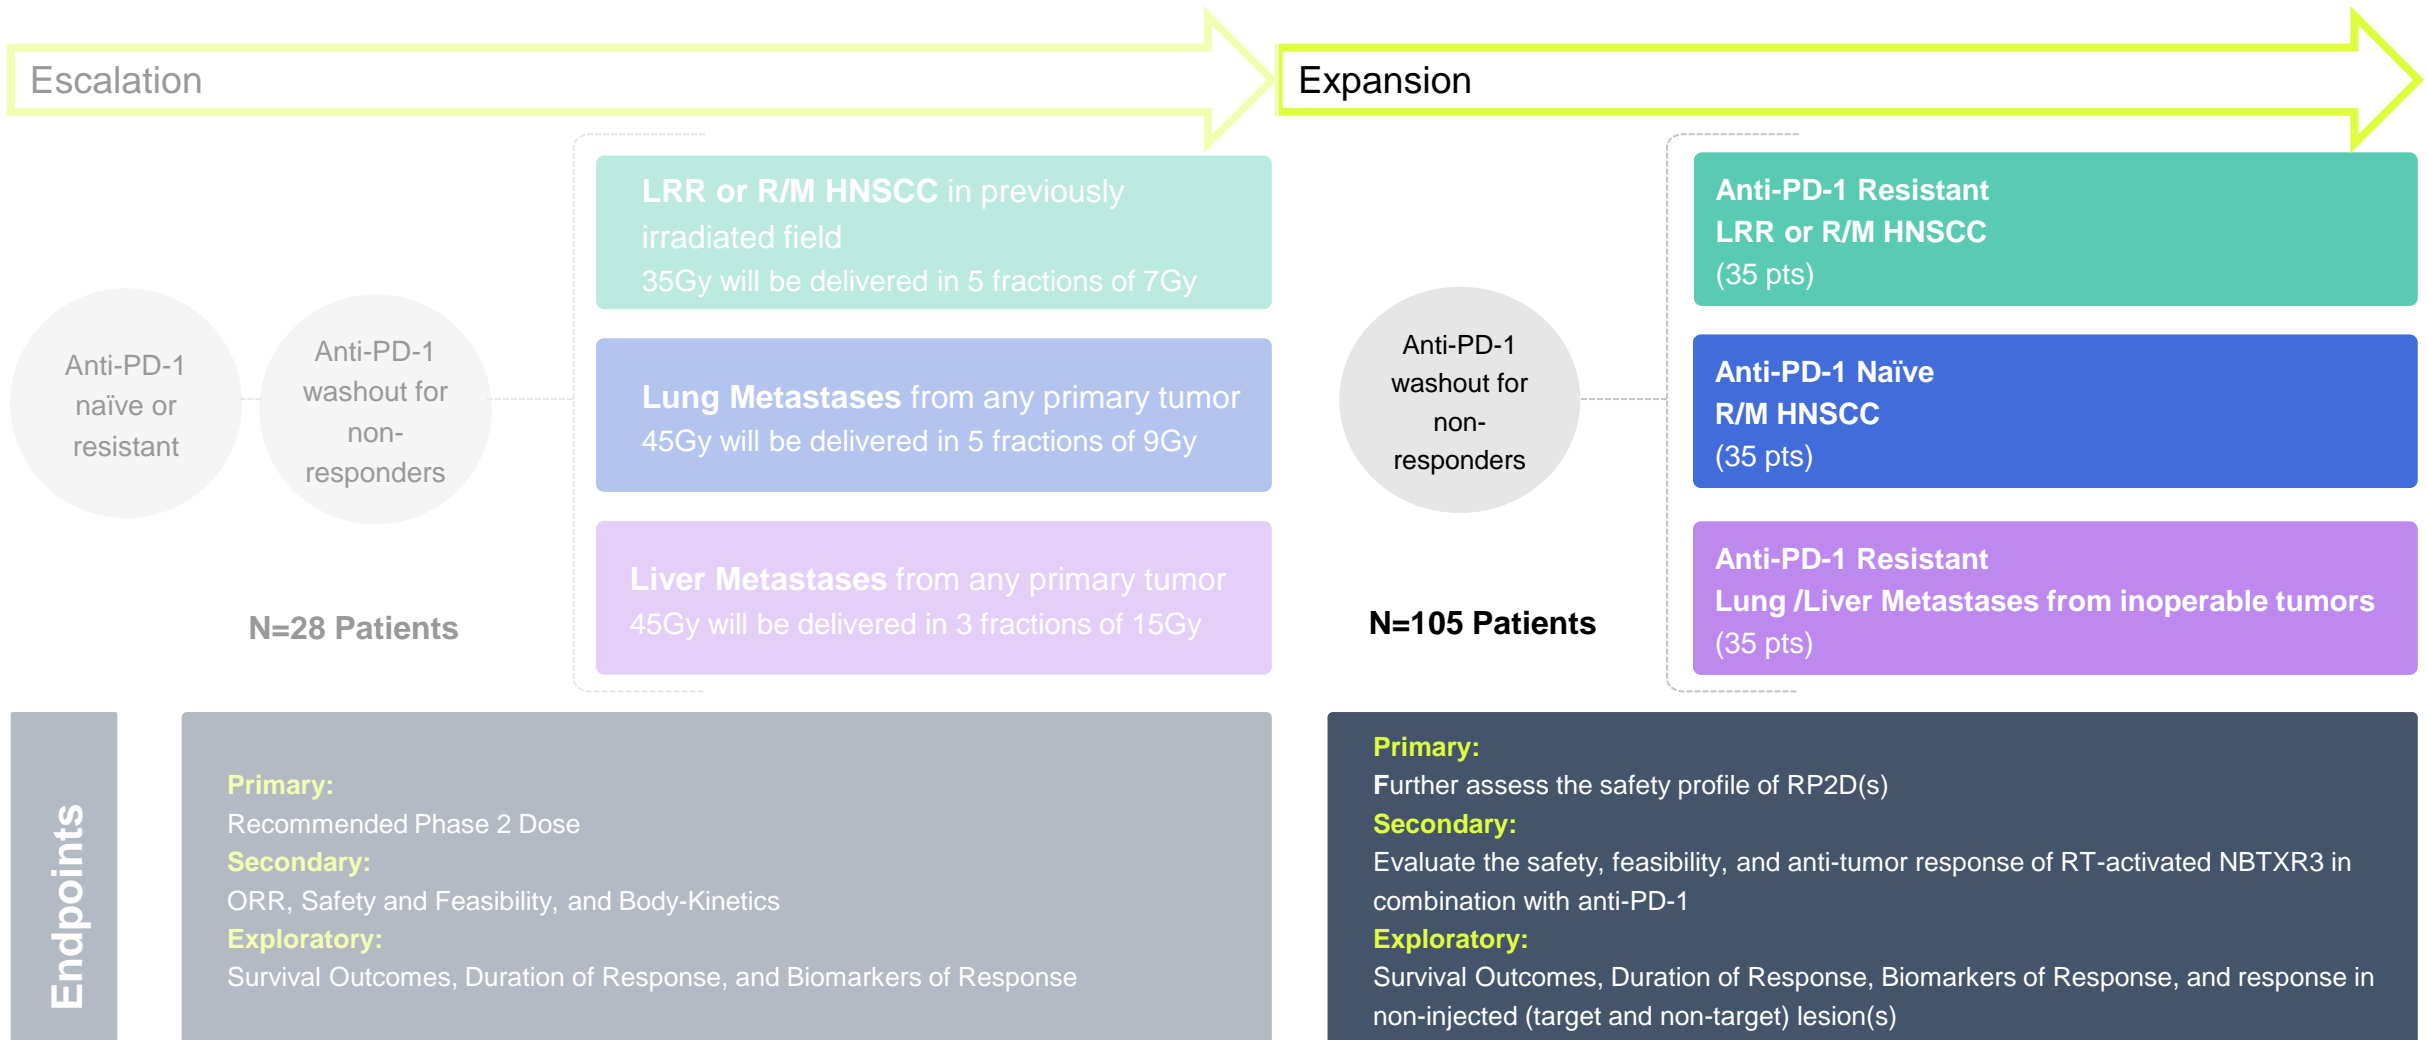 Escalation
Expansion
Anti-PD-1
naïve or
resistant
Anti-PD-1
washout for
non-
responders
N=28 Patients
LRR or R/M HNSCC in previously
irradiated field
35Gy will be delivered in 5 fractions of 7Gy
Lung Metastases from any primary tumor
45Gy will be delivered in 5 fractions of 9Gy
Liver Metastases from any primary tumor
45Gy will be delivered in 3 fractions of 15Gy
Anti-PD-1
washout for
non-
responders
N=105 Patients
Anti-PD-1 Resistant
LRR or R/M HNSCC
(35 pts)
Anti-PD-1 Naïve
R/M HNSCC
(35 pts)
Anti-PD-1 Resistant
Lung /Liver Metastases from inoperable tumors
(35 pts)
Endpoints
Primary:
Recommended Phase 2 Dose
Secondary:
ORR, Safety and Feasibility, and Body-Kinetics
Exploratory:
Survival Outcomes, Duration of Response, and Biomarkers of Response
Primary:
Further assess the safety profile of RP2D(s)
Secondary:
Evaluate the safety, feasibility, and anti-tumor response of RT-activated NBTXR3 in
combination with anti-PD-1
Exploratory:
Survival Outcomes, Duration of Response, Biomarkers of Response, and response in
non-injected (target and non-target) lesion(s)